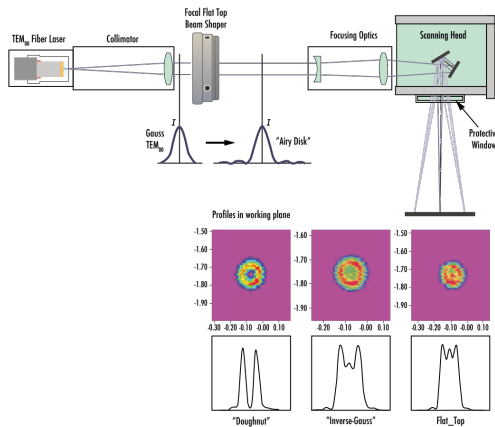 Focal Flat Top
Beam Shaper
TEM00 Fiber Laser
Collimator
Focusing Optics
Scanning Head
I
I
Gauss
TEM00
"Airy Disk"
Protective
Window
Profiles in working plane
-1.50
-1.60
-1.70
-1.80
-1.90
-0.30 -0.20 -0.10 -0.00 0.10
-1.60
-1.70
-1.80
-1.90
-0.20 -0.10 -0.00 0.10
-1.50
-1.60
-1.70
-1.80
-1.90
-0.30 -0.20 -0.10 -0.00 0.10
"Doughnut"
"Inverse-Gauss"
Flat_Top